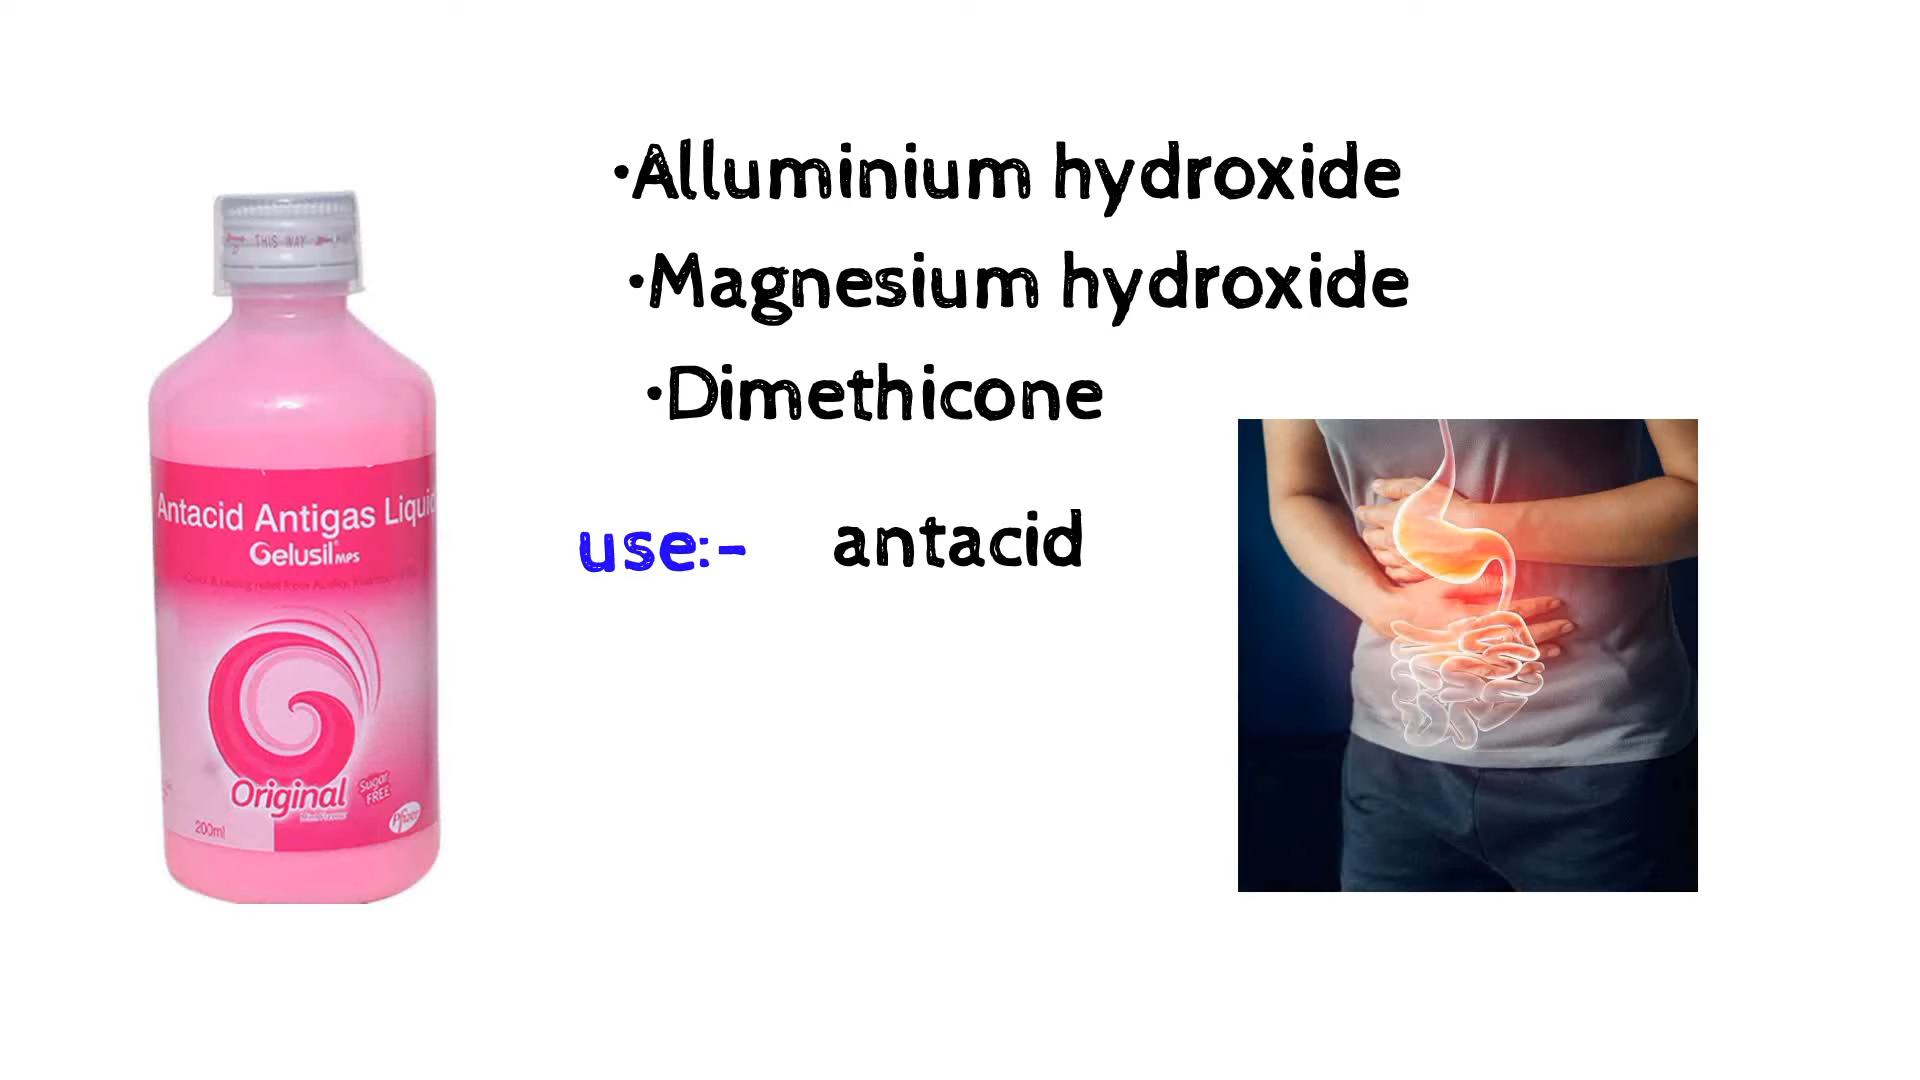 •Alluminium hydroxide
•Magnesium hydroxide
•Dimethicone
use:- antacid
THIS WAY
Antacid Antigas Liquid
Gelusil MPS
Original
Sugar
FREE
200ml
Pfizer